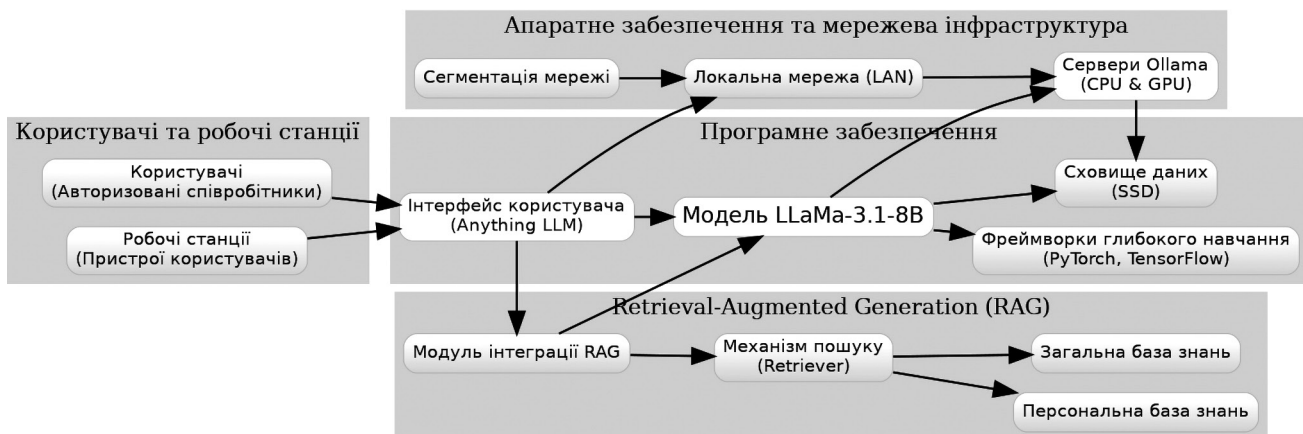 Апаратне забезпечення та мережева інфраструктура
Сегментація мережі
Локальна мережа (LAN)
Сервери Ollama
(CPU & GPU)
Користувачі та робочі станції
Користувачі
(Авторизовані співробітники)
Робочі станції
(Пристрої користувачів)
Програмне забезпечення
Інтерфейс користувача
(Anything LLM)
Модель LLaMa-3.1-8B
Сховище даних
(SSD)
Фреймворки глибокого навчання
(PyTorch, TensorFlow)
Retrieval-Augmented Generation (RAG)
Модуль інтеграції RAG
Механізм пошуку
(Retriever)
Загальна база знань
Персональна база знань